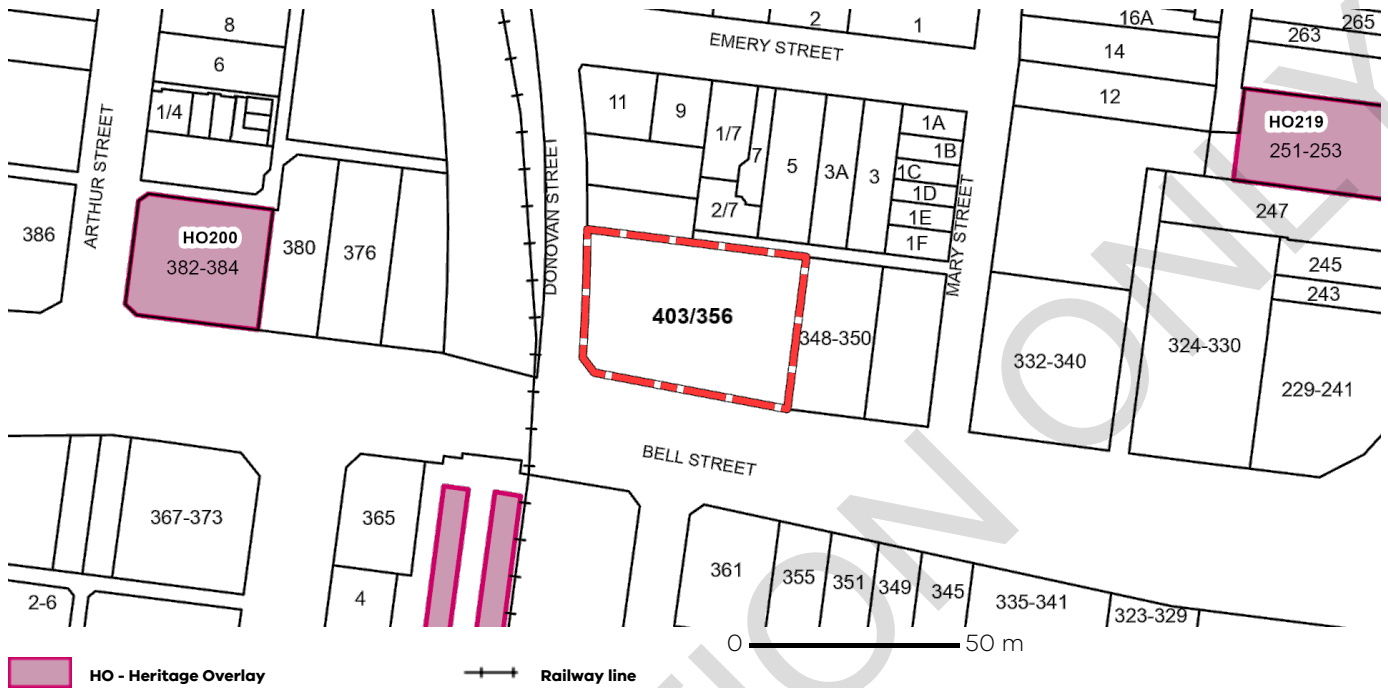 8
2
1
16A
265
263
EMERY STREET
6
14
11
9
1/4
1/7
12
1A
HO219
ARTHUR STREET
7
5
3A
3
1B
251-253
1C
1D
DONOVAN STREET
2/7
1E
MARY STREET
247
386
HO200
382-384
380
376
1F
245
243
403/356
348-350
332-340
324-330
229-241
BELL STREET
367-373
365
361
355
351
349
345
335-341
323-329
2-6
4
0
50 m
HO - Heritage Overlay
Railway line
TION ONLY